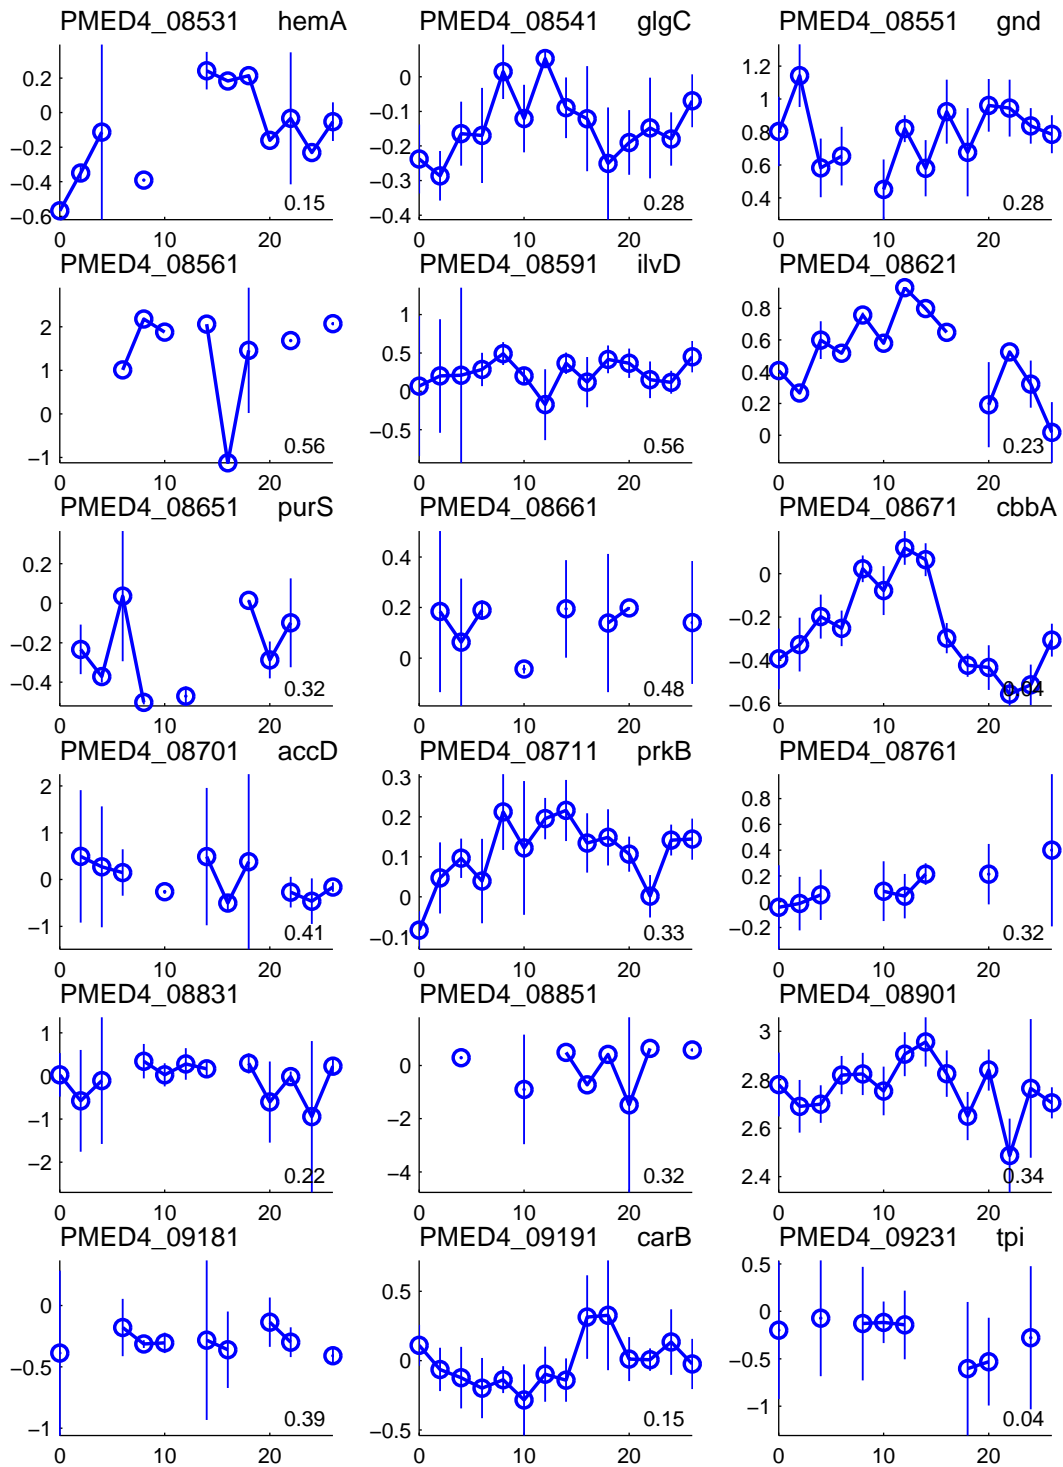 PMED4_08531 hemA
0.2
0
−0.2
−0.4
−0.6
0.15
0 20
PMED4_08541 glgC
0
−0.1
−0.2
−0.3
−0.4
0.28
0 10 20
PMED4_08551 gnd
1.2
1
0.8
0.6
0.4
0.28
0 10 20
PMED4_08561
2
1
0
−1
0.56
0 10 20
PMED4_08591 ilvD
1
0.5
0
−0.5
0.56
0 10 20
PMED4_08621
0.8
0.6
0.4
0.2
0
0.23
0 10 20
PMED4_08651 purS
0.2
0
−0.2
−0.4
0.32
0 10 20
PMED4_08661
0.4
0.2
0
0.48
0 10 20
PMED4_08671 cbbA
0
−0.2
−0.4
−0.6
0.04
0 10 20
PMED4_08701 accD
2
1
0
−1
0.41
0 10 20
PMED4_08711 prkB
0.3
0.2
0.1
0
−0.1
0.33
0 10 20
PMED4_08761
0.8
0.6
0.4
0.2
0
−0.2
0.32
0 10 20
PMED4_08831
1
0
−1
−2
0.22
0 10 20
PMED4_08851
0
−2
−4
0.32
0 10 20
PMED4_08901
3
2.8
2.6
2.4
0.34
0 10 20
PMED4_09181
0
−0.5
−1
0.39
0 10 20
PMED4_09191 carB
0.5
0
−0.5
0.15
0 10 20
PMED4_09231 tpi
0.5
0
−0.5
−1
0.04
0 10 20